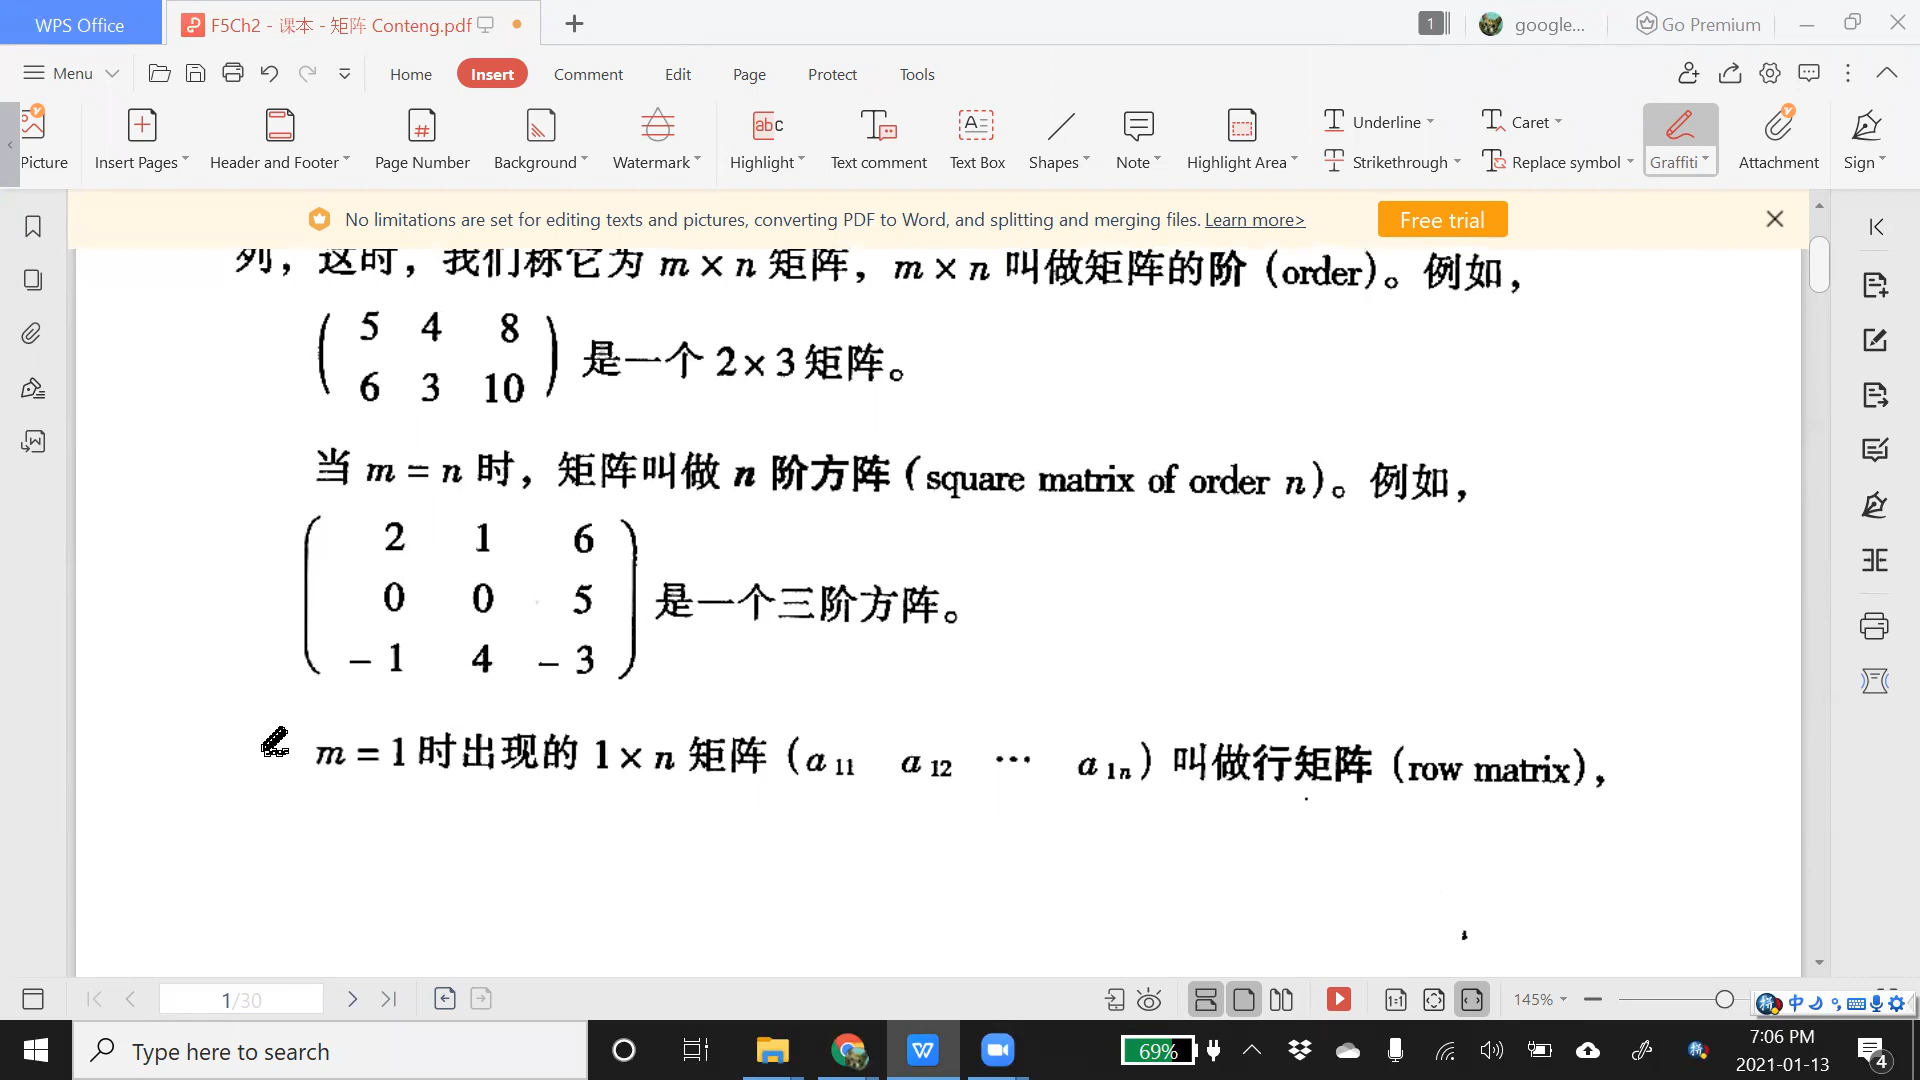 WPS Office
F5Ch2 - 课本 - 矩阵 Conteng.pdf
1
google...
Go Premium
Menu
Home
Insert
Comment
Edit
Page
Protect
Tools
Picture
Insert Pages
Header and Footer
Page Number
Background
Watermark
Highlight
Text comment
Text Box
Shapes
Note
Highlight Area
Underline
Strikethrough
Caret
Replace symbol
Graffiti
Attachment
Sign
No limitations are set for editing texts and pictures, converting PDF to Word, and splitting and merging files. Learn more>
Free trial
列，这时，我们称它为 m × n 矩阵，m × n 叫做矩阵的阶（order）。例如，
5 4 8
6 3 10
是一个 2 × 3 矩阵。
当 m = n 时，矩阵叫做 n 阶方阵（square matrix of order n）。例如，
2 1 6
0 0 5
– 1 4 – 3
是一个三阶方阵。
m = 1 时出现的 1 × n 矩阵（a11 a12 ··· a1n）叫做行矩阵（row matrix），
1/30
145%
中
Type here to search
69%
7:06 PM
2021-01-13
4